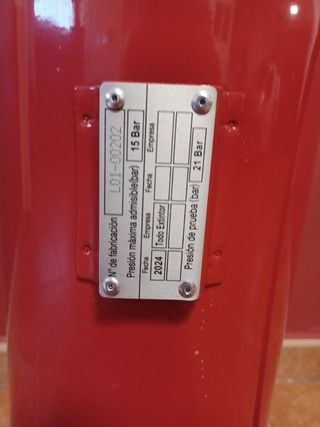 Nº de fabricación L01-00202
Presión máxima admisible(bar) 15 Bar
Fecha Empresa Fecha Empresa
2024 Todo Extintor
Presión de prueba (bar) 21 Bar